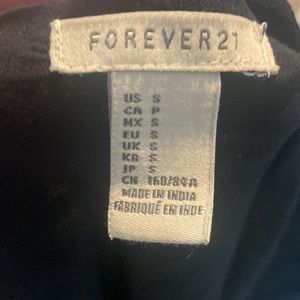 FOREVER21
US S
CA P
MX S
EU S
UK S
KR S
JP S
CN 160/84A
MADE IN INDIA
FABRIQUÉ EN INDE